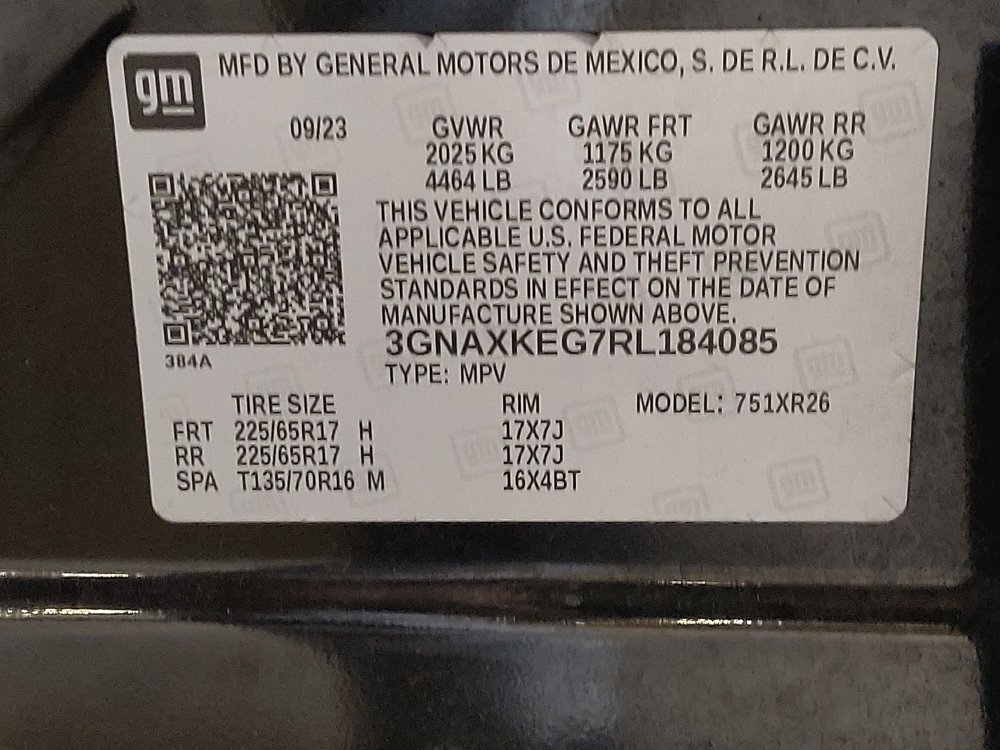 gm MFD BY GENERAL MOTORS DE MEXICO, S. DE R.L. DE C.V.
09/23 GVWR GAWR FRT GAWR RR
2025 KG 1175 KG 1200 KG
4464 LB 2590 LB 2645 LB
THIS VEHICLE CONFORMS TO ALL
APPLICABLE U.S. FEDERAL MOTOR
VEHICLE SAFETY AND THEFT PREVENTION
STANDARDS IN EFFECT ON THE DATE OF
MANUFACTURE SHOWN ABOVE.
3GNAXKEG7RL184085
384A
TYPE: MPV
TIRE SIZE RIM MODEL: 751XR26
FRT 225/65R17 H 17X7J
RR 225/65R17 H 17X7J
SPA T135/70R16 M 16X4BT